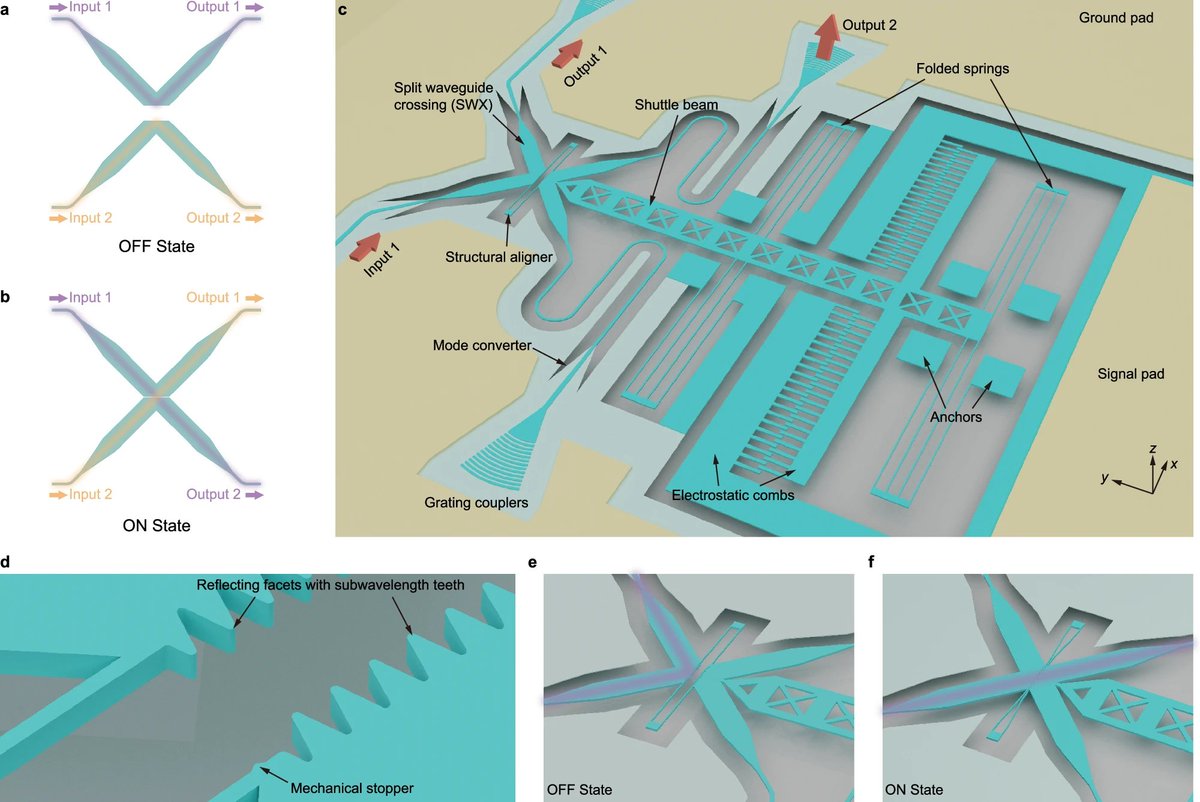 a
Input 1
Output 1
Input 2
Output 2
OFF State
b
Input 1
Output 1
Input 2
Output 2
ON State
c
Ground pad
Output 2
Output 1
Folded springs
Split waveguide
crossing (SWX)
Shuttle beam
Input 1
Structural aligner
Mode converter
Signal pad
Anchors
Electrostatic combs
Grating couplers
z
x
y
d
Reflecting facets with subwavelength teeth
Mechanical stopper
e
OFF State
f
ON State